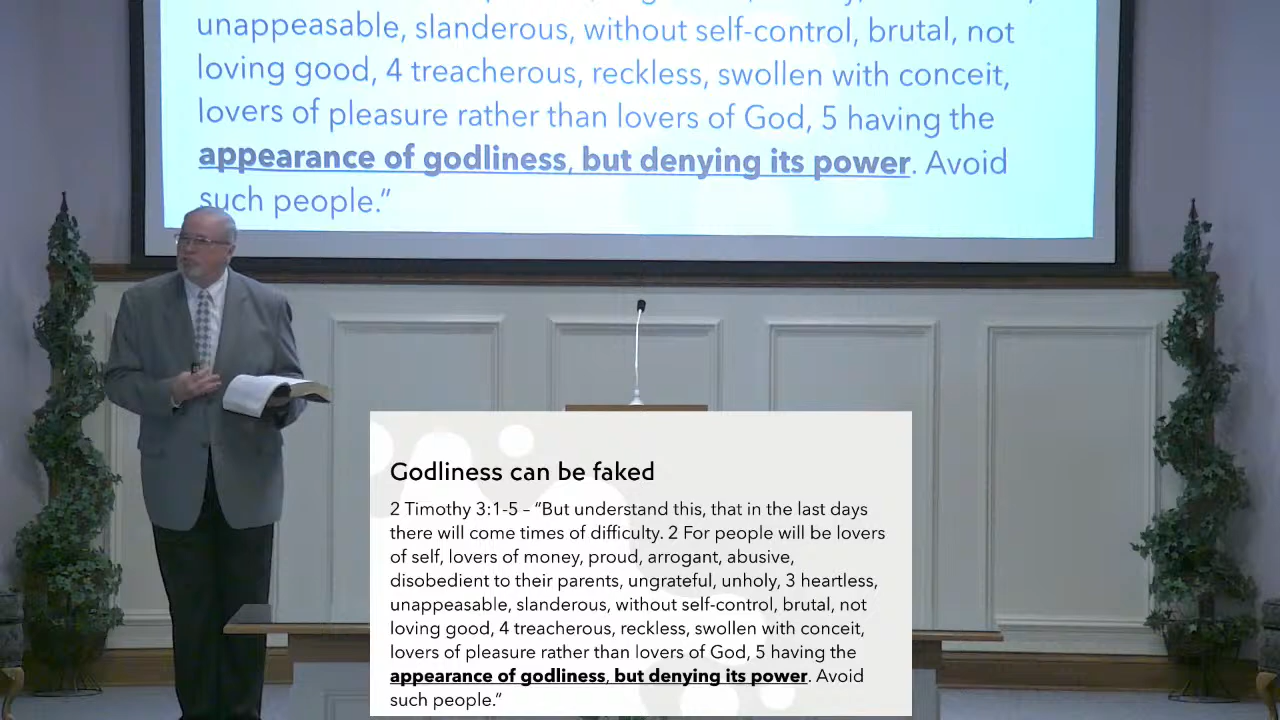 unappeasable, slanderous, without self-control, brutal, not
loving good, 4 treacherous, reckless, swollen with conceit,
lovers of pleasure rather than lovers of God, 5 having the
appearance of godliness, but denying its power. Avoid
such people.”
Godliness can be faked
2 Timothy 3:1-5 – “But understand this, that in the last days
there will come times of difficulty. 2 For people will be lovers
of self, lovers of money, proud, arrogant, abusive,
disobedient to their parents, ungrateful, unholy, 3 heartless,
unappeasable, slanderous, without self-control, brutal, not
loving good, 4 treacherous, reckless, swollen with conceit,
lovers of pleasure rather than lovers of God, 5 having the
appearance of godliness, but denying its power. Avoid
such people.”